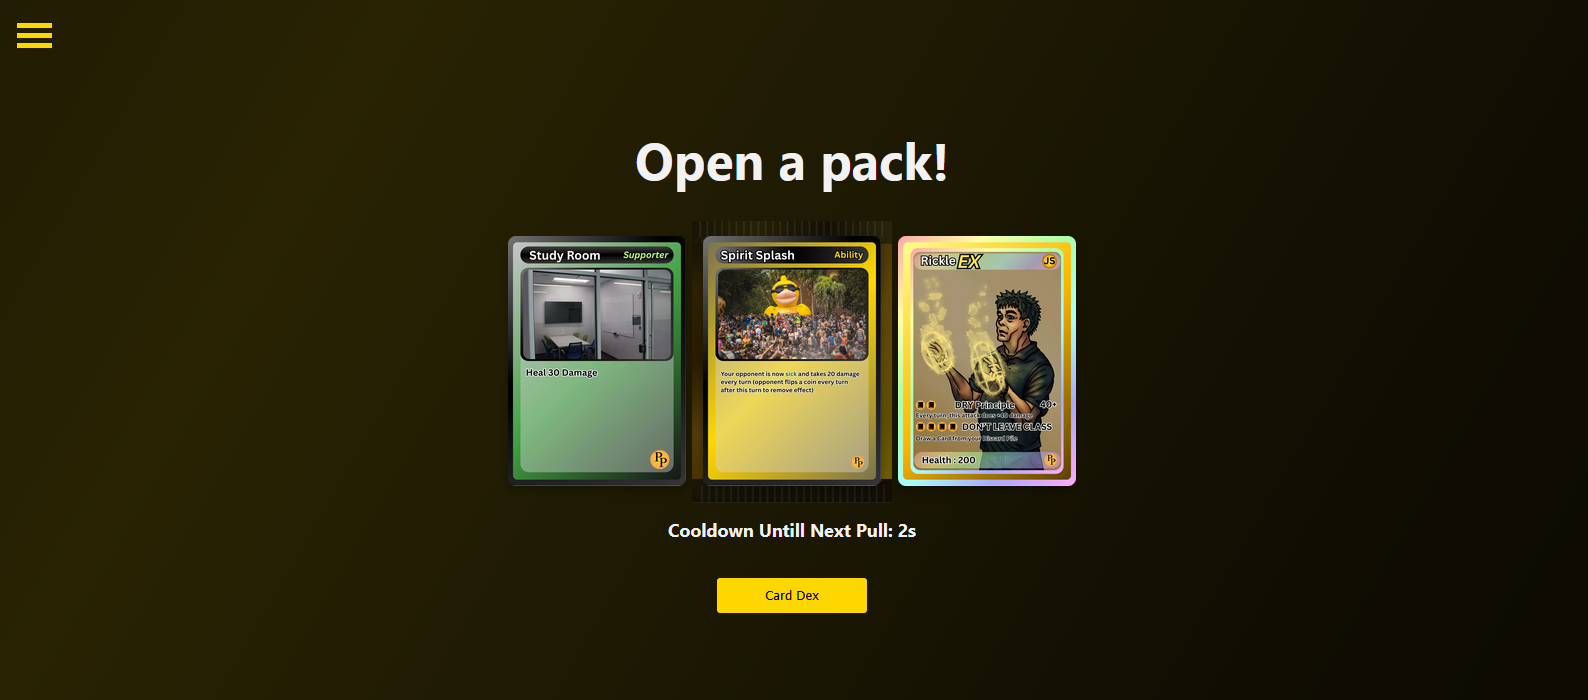 Open a pack!
Study Room Supporter
Heal 30 Damage
PP
Spirit Splash Ability
Your opponent is now sick and takes 20 damage
every turn (opponent flips a coin every turn
after this turn to remove effect)
PP
Rickle EX JS
DRY Principle 40+
Every turn, this attack does +40 damage
DON'T LEAVE CLASS
Draw a Card from your Discard Pile
Health : 200
PP
Cooldown Untill Next Pull: 2s
Card Dex